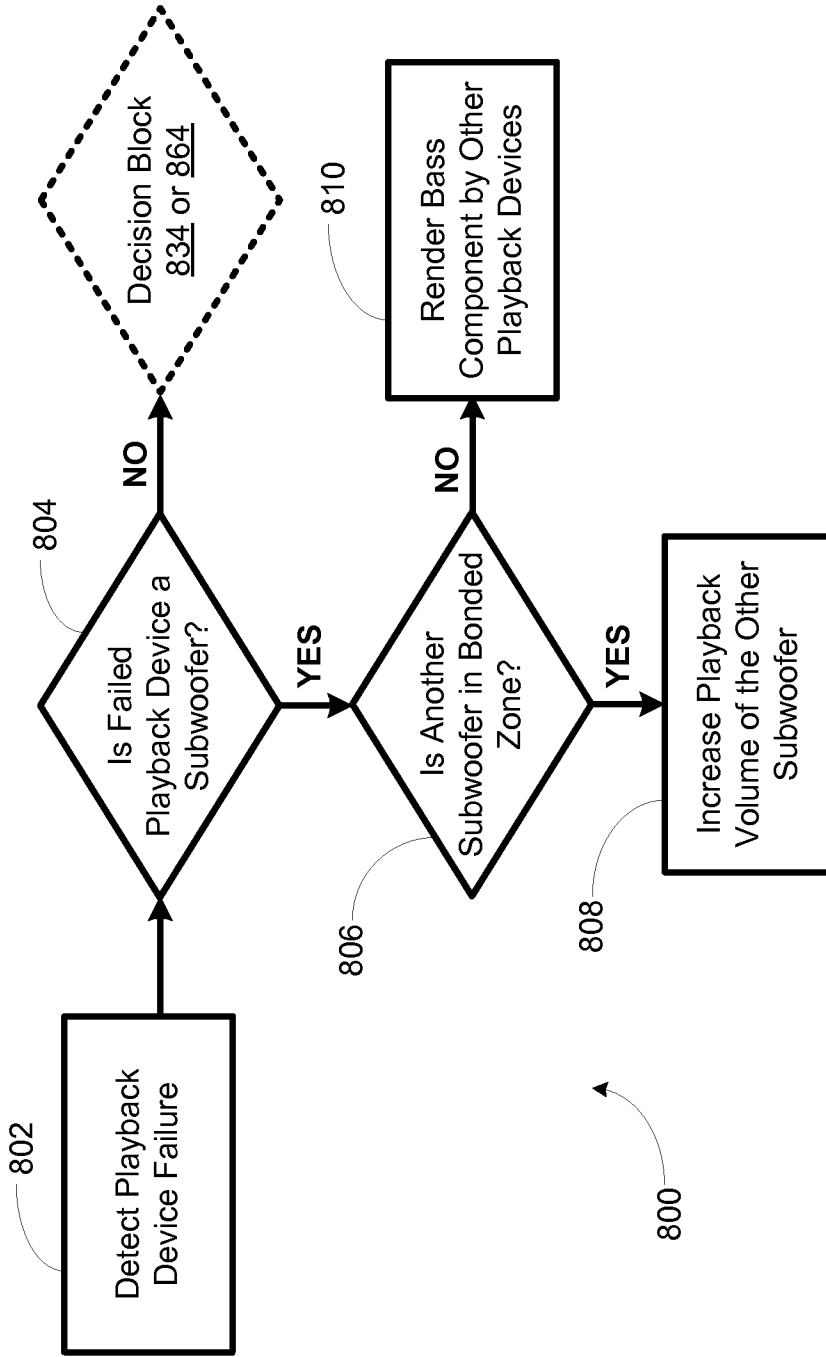 802
Detect Playback
Device Failure
804
Is Failed
Playback Device a
Subwoofer?
NO
Decision Block
834 or 864
YES
806
Is Another
Subwoofer in Bonded
Zone?
NO
810
Render Bass
Component by Other
Playback Devices
YES
808
Increase Playback
Volume of the Other
Subwoofer
800